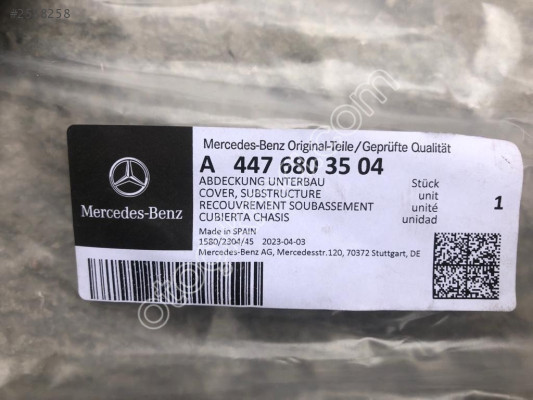 Mercedes-Benz Original-Teile/Geprüfte Qualität
A 447 680 35 04
ABDECKUNG UNTERBAU Stück
COVER, SUBSTRUCTURE unit
RECOUVREMENT SOUBASSEMENT unité 1
CUBIERTA CHASIS unidad
Made in SPAIN
1580/2204/45 2023-04-03
Mercedes-Benz AG, Mercedesstr.120, 70372 Stuttgart, DE
Mercedes-Benz